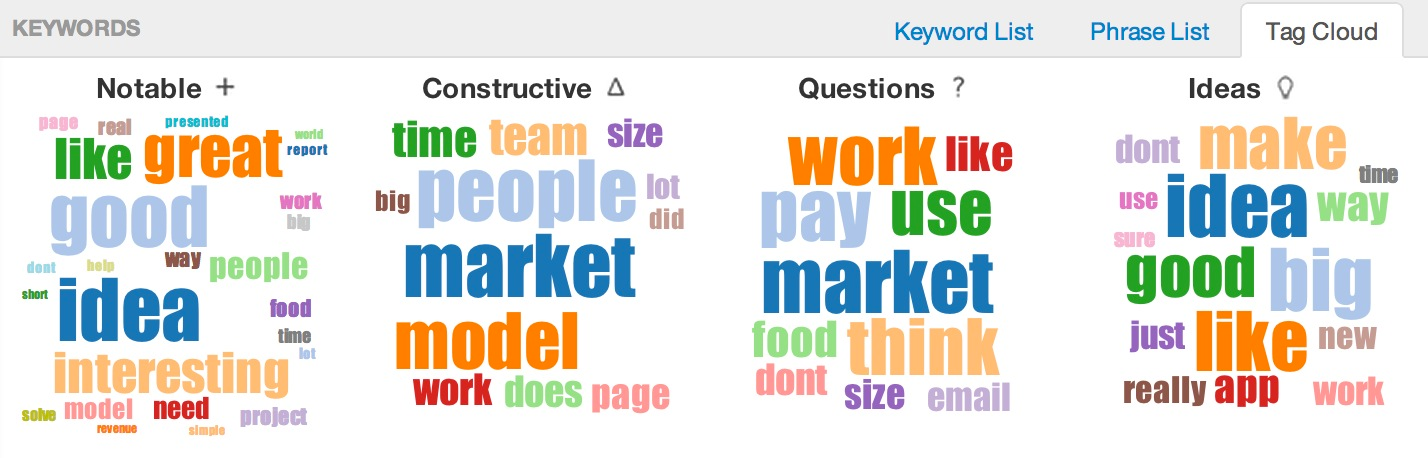 KEYWORDS Keyword List Phrase List Tag Cloud
Notable + Constructive Δ Questions ? Ideas
page real presented
world
like great report
good work
big
dont help way people
short idea food
time
lot
interesting
solve model need project
revenue simple
time team size
big people lot
did
market
model
work does page
work like
pay use
market
food think
dont size email
dont make
time
use idea way
sure
good big
just like new
really app work